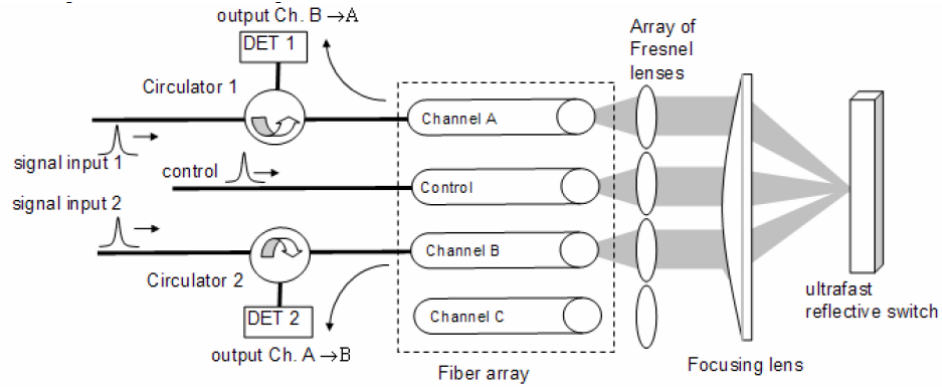 output Ch. B →A
DET 1
Circulator 1
Array of
Fresnel
lenses
Channel A
signal input 1
control
Control
signal input 2
Channel B
Circulator 2
DET 2
Channel C
output Ch. A →B
Fiber array
Focusing lens
ultrafast
reflective switch